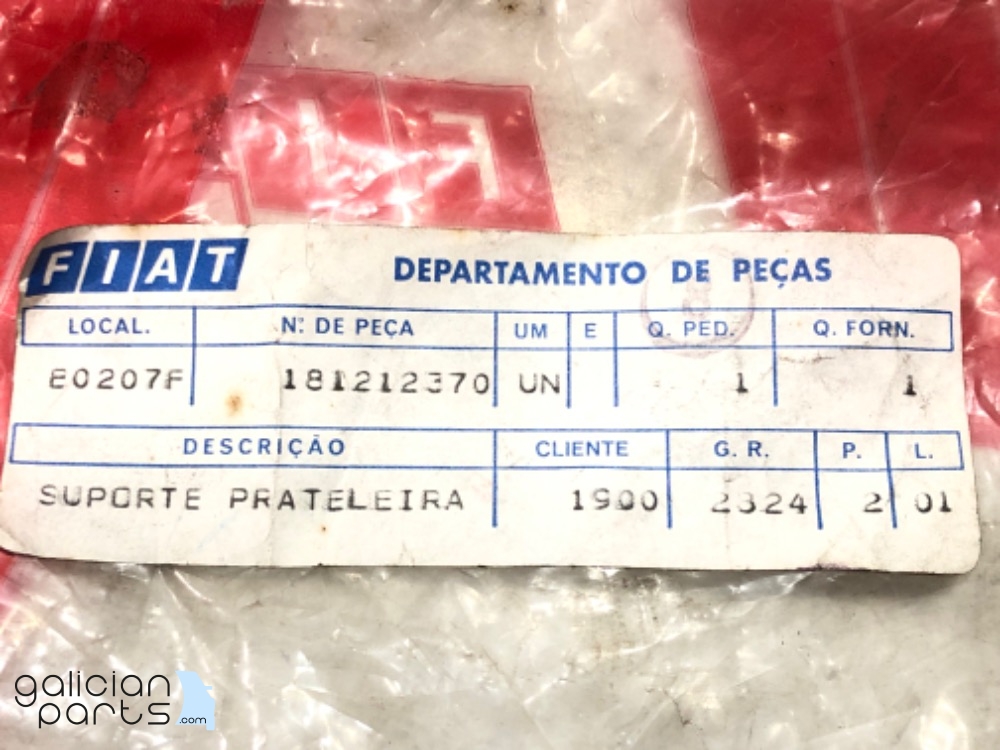 FIAT
FIAT DEPARTAMENTO DE PEÇAS
LOCAL. Nº DE PEÇA UM E Q. PED. Q. FORN.
E0207F 181212370 UN 1 1
DESCRIÇÃO CLIENTE G. R. P. L.
SUPORTE PRATELEIRA 1900 2324 2 01
galician
parts.com